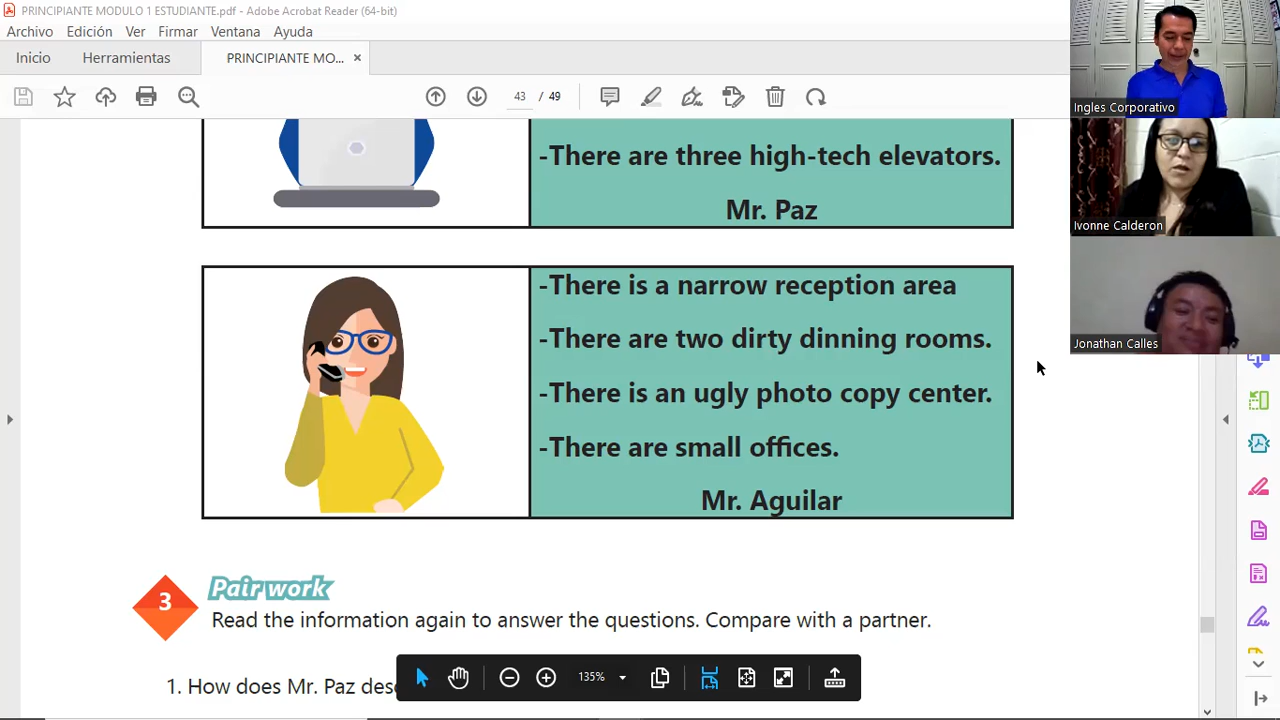 PRINCIPIANTE MODULO 1 ESTUDIANTE.pdf - Adobe Acrobat Reader (64-bit)
Archivo Edición Ver Firmar Ventana Ayuda
Inicio Herramientas PRINCIPIANTE MO...
43 / 49
Ingles Corporativo
Ivonne Calderon
Jonathan Calles
-There are three high-tech elevators.
Mr. Paz
-There is a narrow reception area
-There are two dirty dinning rooms.
-There is an ugly photo copy center.
-There are small offices.
Mr. Aguilar
3
Pair work
Read the information again to answer the questions. Compare with a partner.
1. How does Mr. Paz
135%